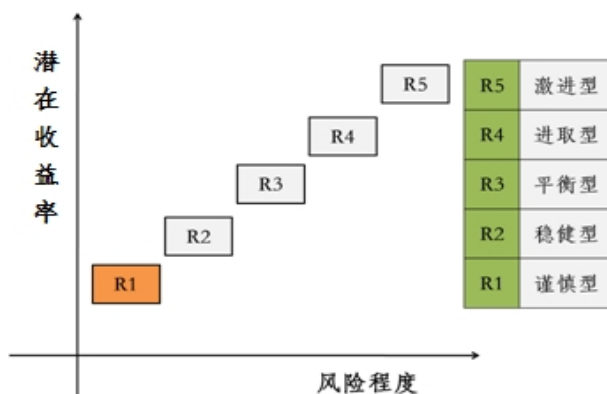 潜在收益率
R5
R4
R3
R2
R1
风险程度
R5 激进型
R4 进取型
R3 平衡型
R2 稳健型
R1 谨慎型